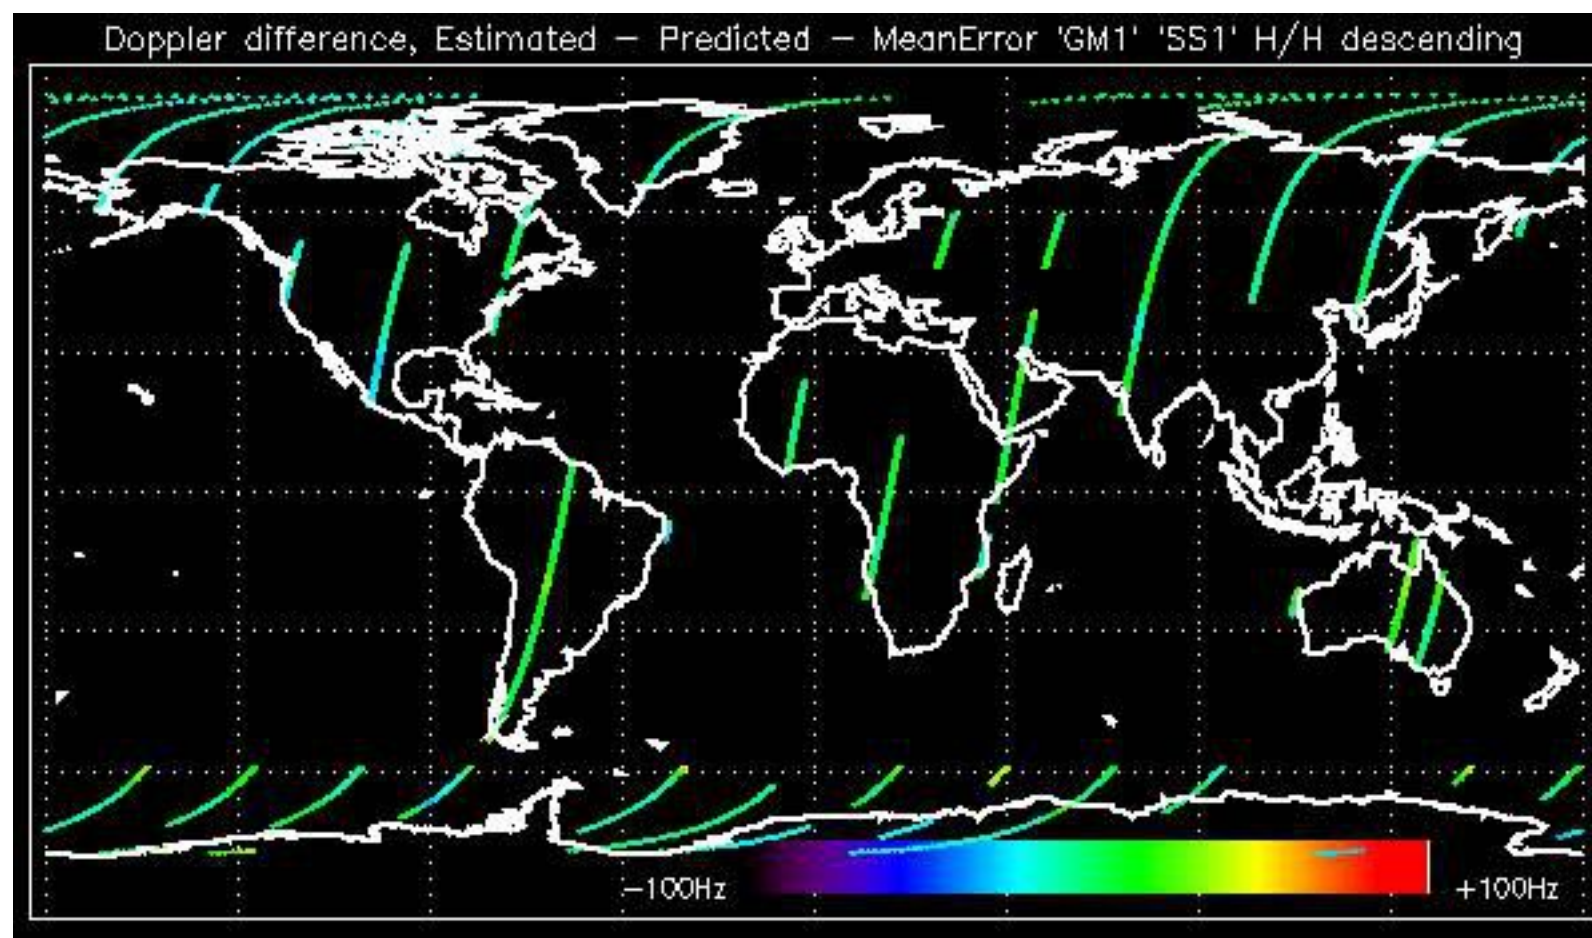 Doppler difference, Estimated – Predicted – MeanError 'GM1' 'SS1' H/H descending
–100Hz +100Hz